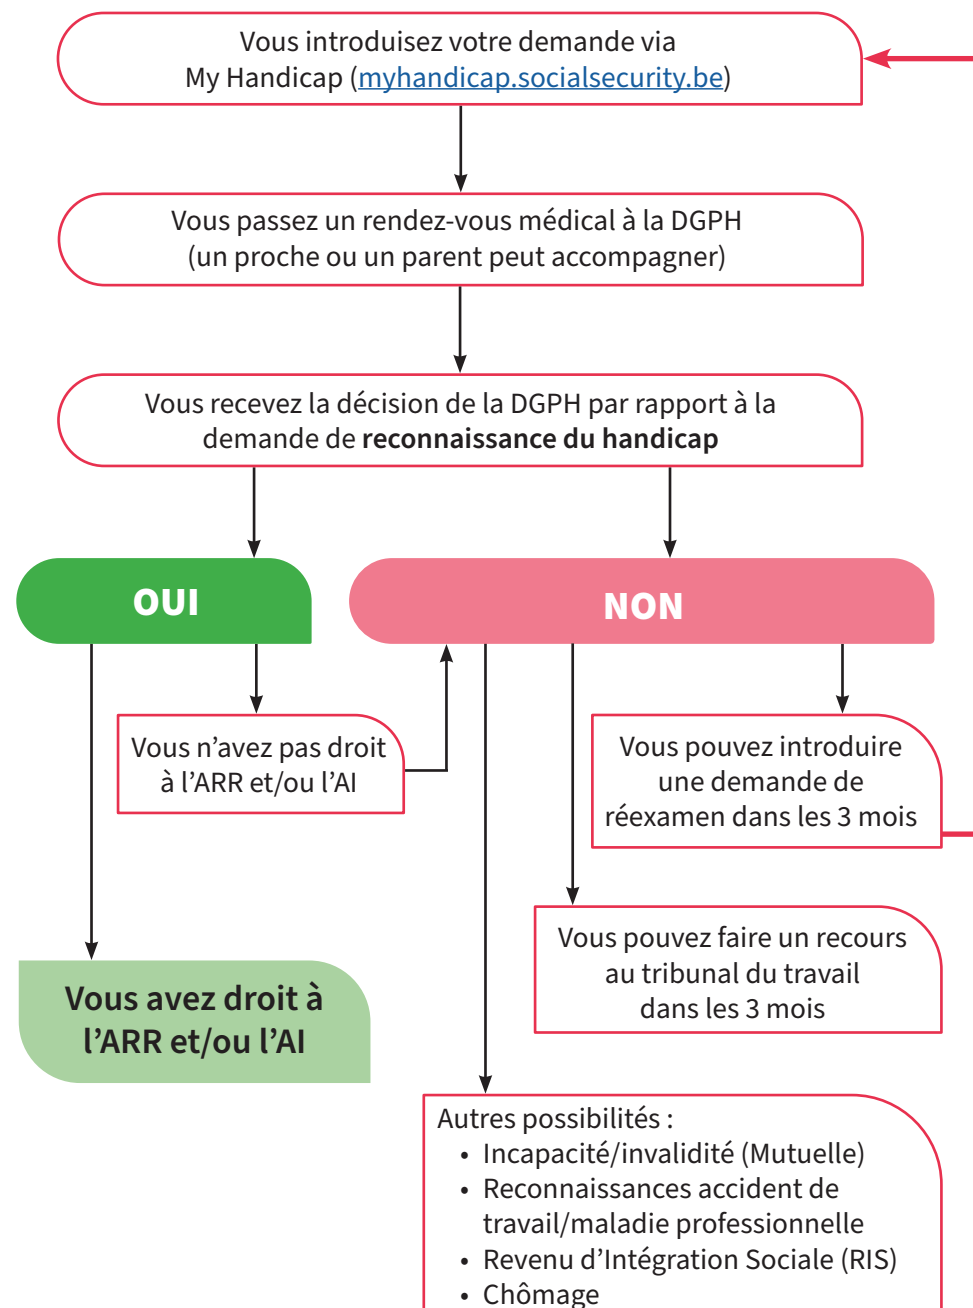 Vous introduisez votre demande via
My Handicap (myhandicap.socialsecurity.be)
Vous passez un rendez-vous médical à la DGPH
(un proche ou un parent peut accompagner)
Vous recevez la décision de la DGPH par rapport à la
demande de reconnaissance du handicap
OUI
NON
Vous n’avez pas droit
à l’ARR et/ou l’AI
Vous pouvez introduire
une demande de
réexamen dans les 3 mois
Vous pouvez faire un recours
au tribunal du travail
dans les 3 mois
Vous avez droit à
l’ARR et/ou l’AI
Autres possibilités :
• Incapacité/invalidité (Mutuelle)
• Reconnaissances accident de
travail/maladie professionnelle
• Revenu d’Intégration Sociale (RIS)
• Chômage